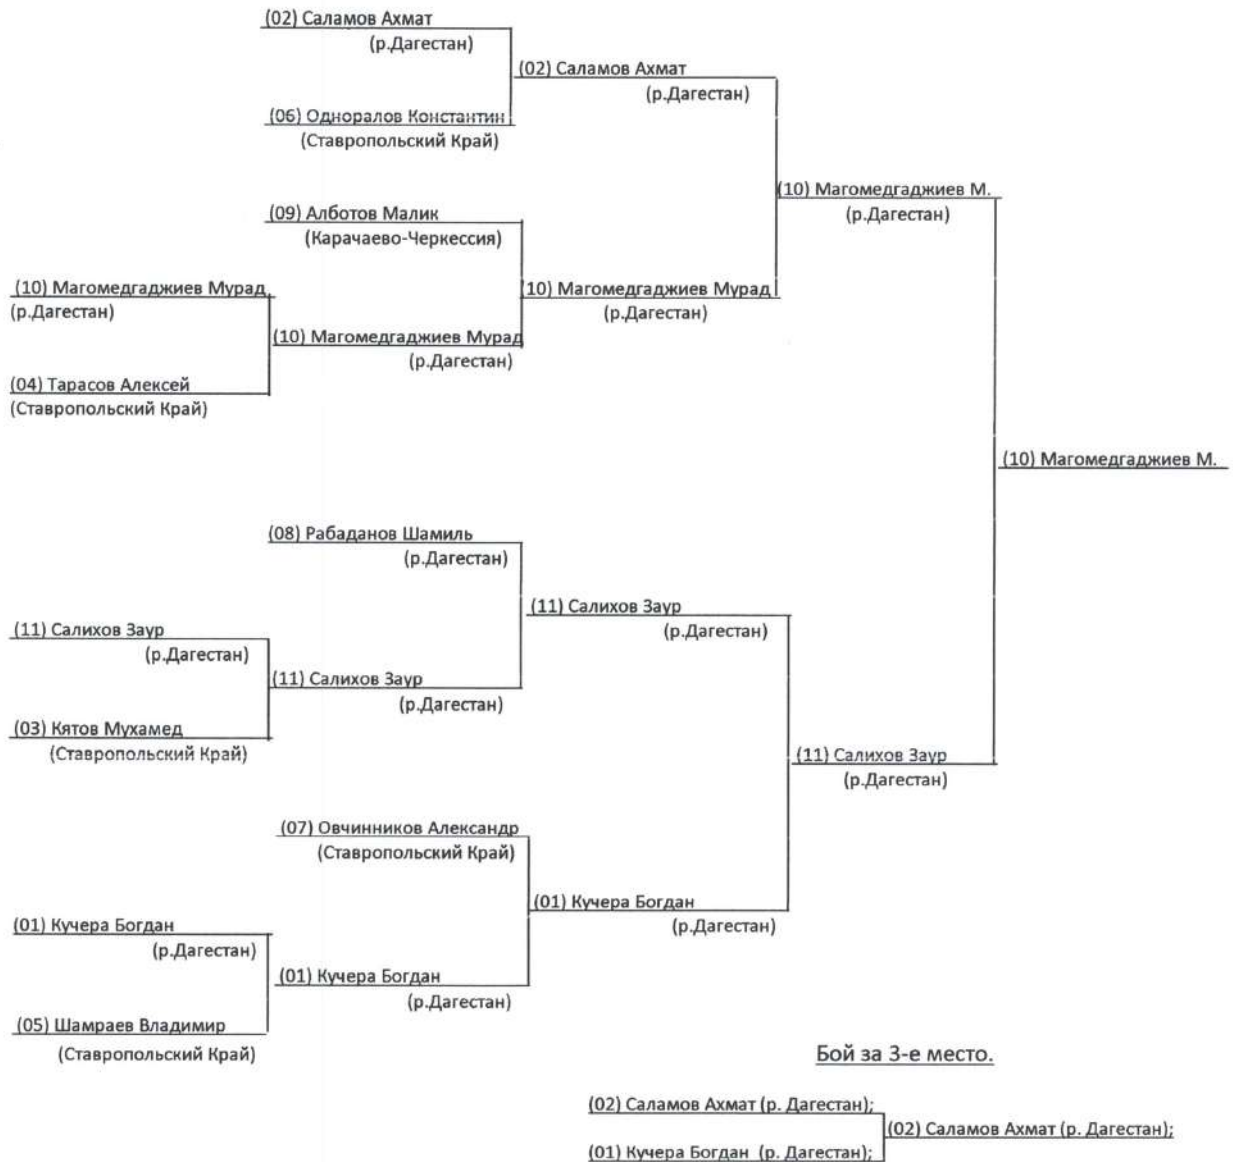 (02) Саламов Ахмат
(р.Дагестан)
(02) Саламов Ахмат
(р.Дагестан)
(06) Одноралов Константин
(Ставропольский Край)
(10) Магомедгаджиев М.
(р.Дагестан)
(09) Алботов Малик
(Карачаево-Черкессия)
(10) Магомедгаджиев Мурад
(р.Дагестан)
(10) Магомедгаджиев Мурад
(р.Дагестан)
(10) Магомедгаджиев Мурад
(р.Дагестан)
(04) Тарасов Алексей
(Ставропольский Край)
(10) Магомедгаджиев М.
(08) Рабаданов Шамиль
(р.Дагестан)
(11) Салихов Заур
(р.Дагестан)
(11) Салихов Заур
(р.Дагестан)
(11) Салихов Заур
(р.Дагестан)
(03) Кятов Мухамед
(Ставропольский Край)
(11) Салихов Заур
(р.Дагестан)
(07) Овчинников Александр
(Ставропольский Край)
(01) Кучера Богдан
(р.Дагестан)
(01) Кучера Богдан
(р.Дагестан)
(01) Кучера Богдан
(р.Дагестан)
(05) Шамраев Владимир
(Ставропольский Край)
Бой за 3-е место.
(02) Саламов Ахмат (р. Дагестан);
(02) Саламов Ахмат (р. Дагестан);
(01) Кучера Богдан (р. Дагестан);